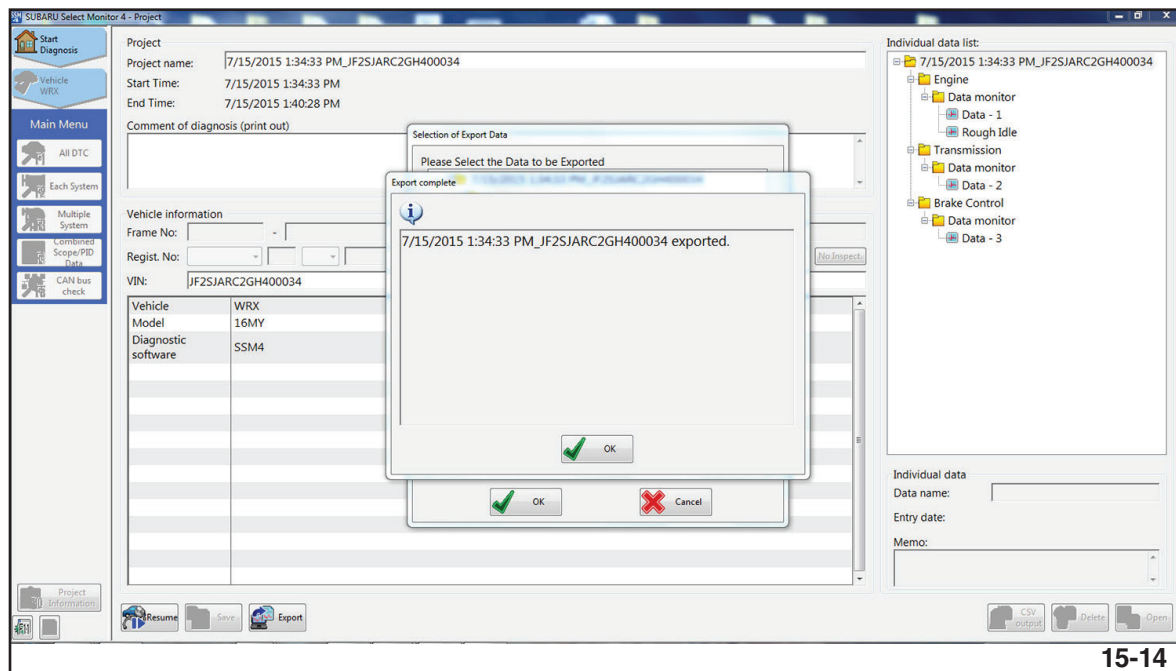 SUBARU Select Monitor 4 - Project
Start
Diagnosis
Vehicle
WRX
Main Menu
All DTC
Each System
Multiple
System
Combined
Scope/PID
Data
CAN bus
check
Project
Information
Project
Project name: 7/15/2015 1:34:33 PM_JF2SJARC2GH400034
Start Time: 7/15/2015 1:34:33 PM
End Time: 7/15/2015 1:40:28 PM
Comment of diagnosis (print out)
Vehicle information
Frame No: -
Regist. No:
No Inspect.
VIN: JF2SJARC2GH400034
Vehicle WRX
Model 16MY
Diagnostic
software SSM4
Selection of Export Data
Please Select the Data to be Exported
Export complete
7/15/2015 1:34:33 PM_JF2SJARC2GH400034 exported.
OK
OK Cancel
Resume Save Export
Individual data list:
7/15/2015 1:34:33 PM_JF2SJARC2GH400034
Engine
Data monitor
Data - 1
Rough Idle
Transmission
Data monitor
Data - 2
Brake Control
Data monitor
Data - 3
Individual data
Data name:
Entry date:
Memo:
CSV
output
Delete
Open
15-14